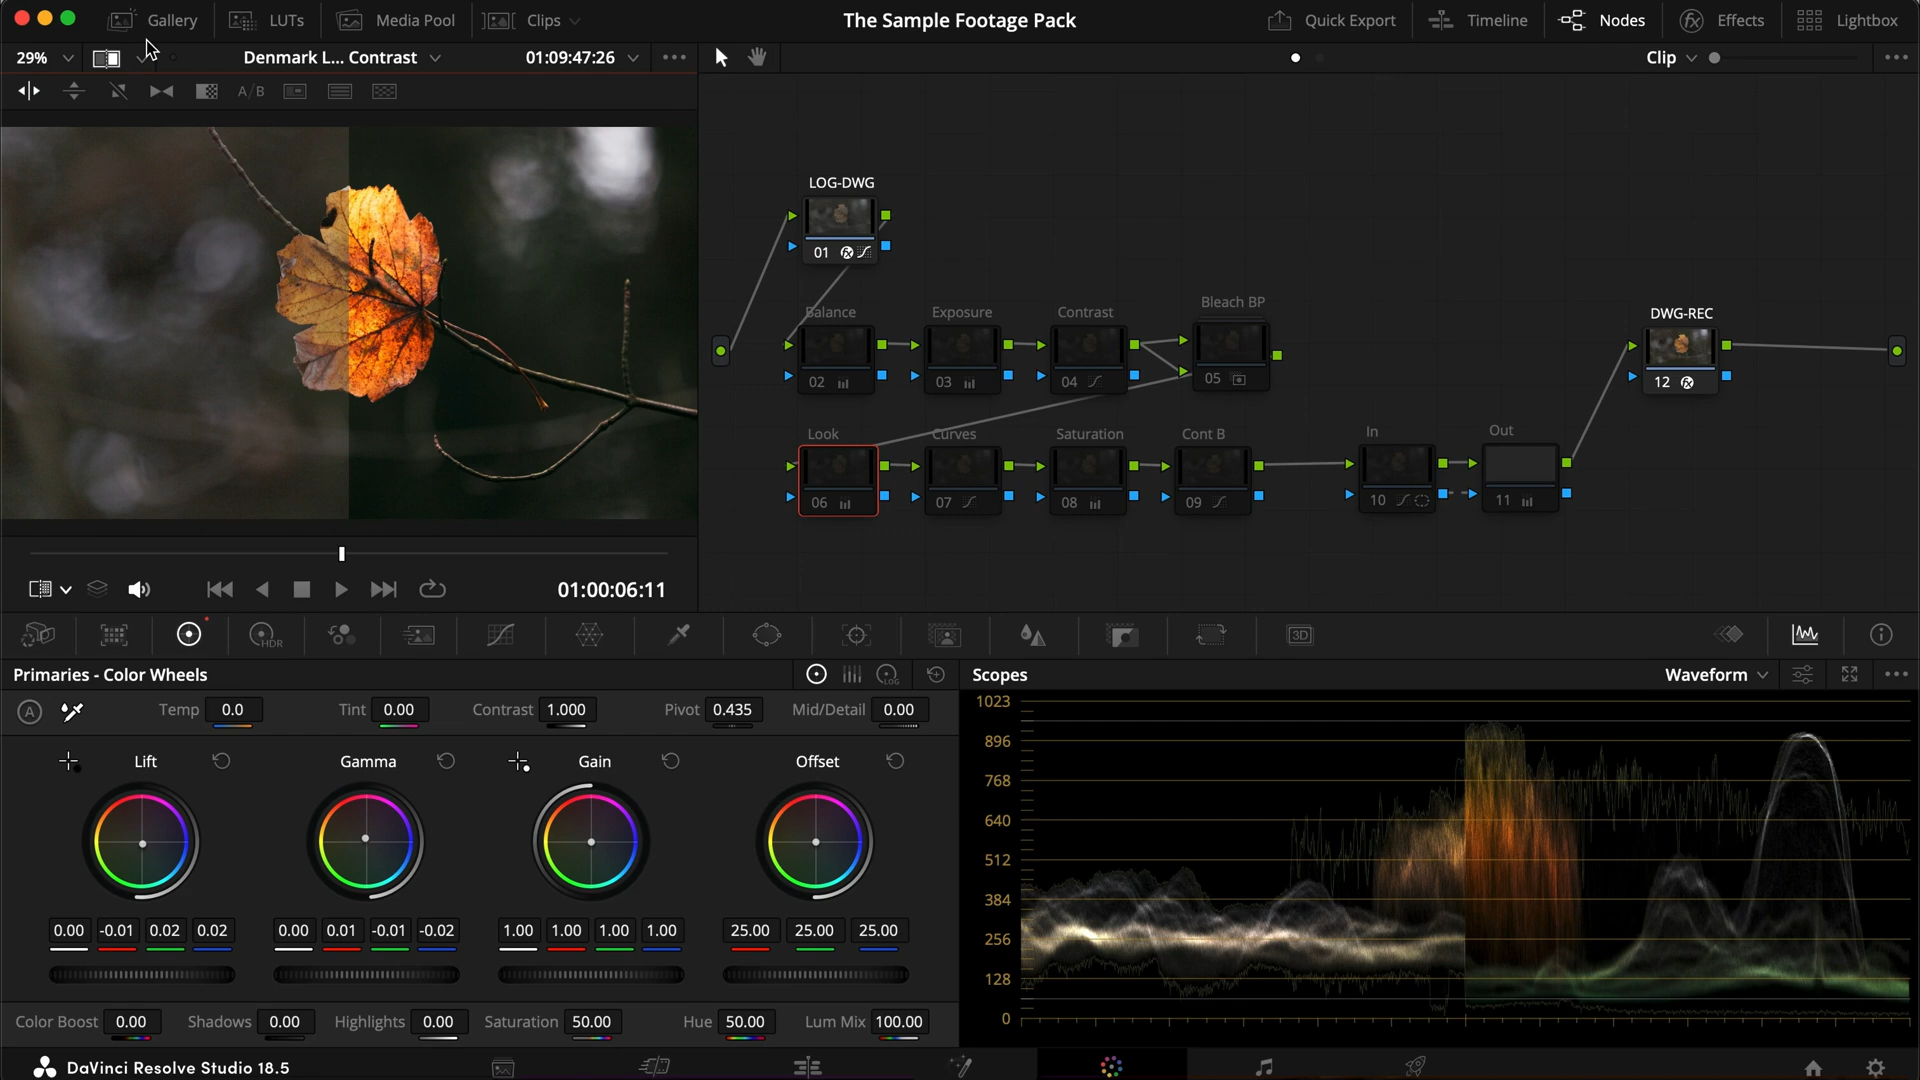 Gallery LUTs Media Pool Clips The Sample Footage Pack Quick Export Timeline Nodes Effects Lightbox
29% Denmark L... Contrast 01:09:47:26 Clip
A/B
LOG-DWG
01
Balance Exposure Contrast Bleach BP DWG-REC
02 03 04 05 12
Look Curves Saturation Cont B In Out
06 07 08 09 10 11
01:00:06:11
HDR 3D
Primaries - Color Wheels LOG Scopes Waveform
A Temp 0.0 Tint 0.00 Contrast 1.000 Pivot 0.435 Mid/Detail 0.00
Lift Gamma Gain Offset
0.00 -0.01 0.02 0.02 0.00 0.01 -0.01 -0.02 1.00 1.00 1.00 1.00 25.00 25.00 25.00
Color Boost 0.00 Shadows 0.00 Highlights 0.00 Saturation 50.00 Hue 50.00 Lum Mix 100.00
1023
896
768
640
512
384
256
128
0
DaVinci Resolve Studio 18.5